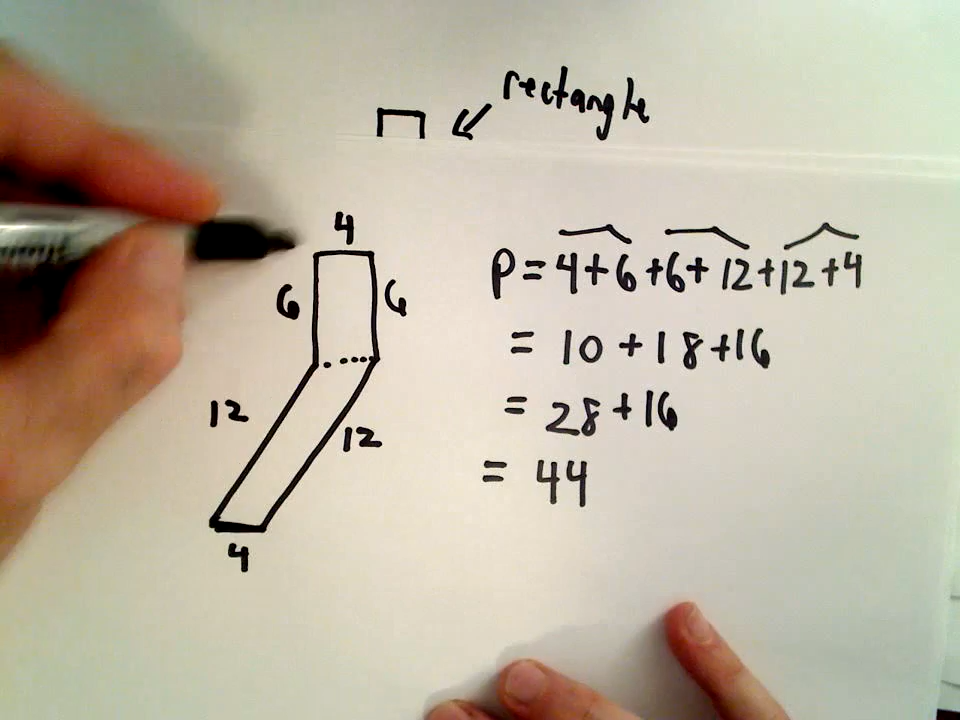 rectangle
4
P = 4 + 6 + 6 + 12 + 12 + 4
6 6
= 10 + 18 + 16
12 12
= 28 + 16
= 44
4